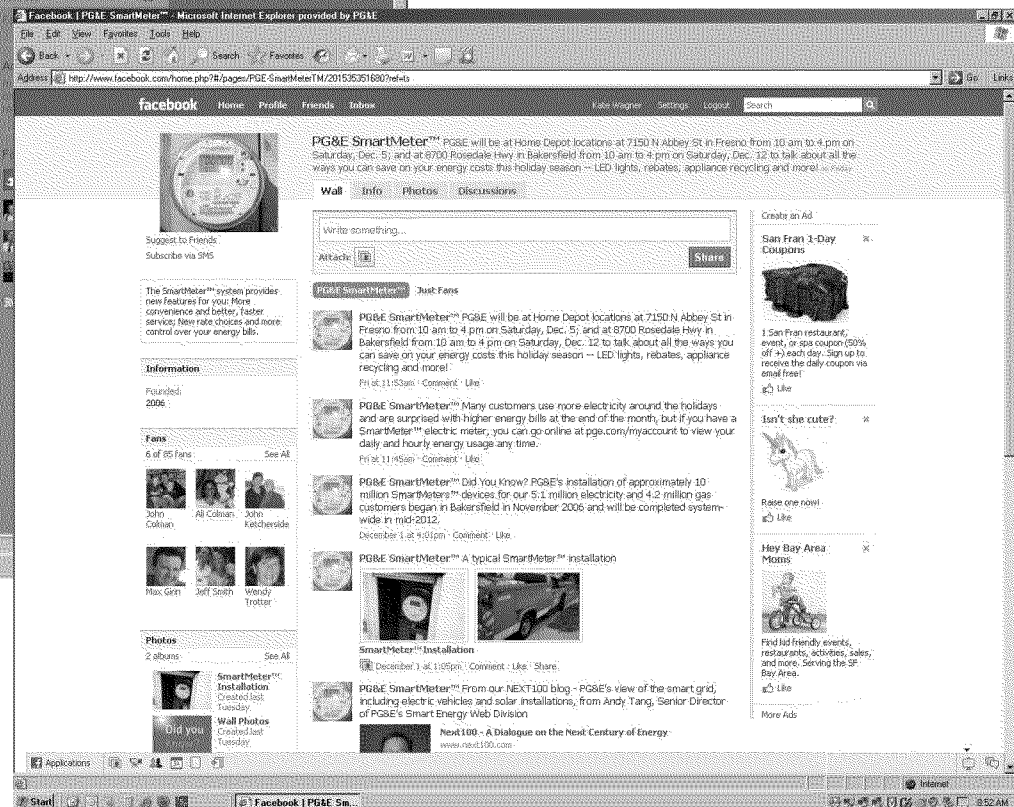 Facebook | PG&E SmartMeter™ - Microsoft Internet Explorer provided by PG&E
File Edit View Favorites Tools Help
Back Search Favorites
Address http://www.facebook.com/home.php?#/pages/PGE-SmartMeterTM/201535351680?ref=ts Go Links
facebook Home Profile Friends Inbox Kate Wagner Settings Logout Search
PG&E SmartMeter™ PG&E will be at Home Depot locations at 7150 N Abbey St in Fresno from 10 am to 4 pm on
Saturday, Dec. 5; and at 8700 Rosedale Hwy in Bakersfield from 10 am to 4 pm on Saturday, Dec. 12 to talk about all the
ways you can save on your energy costs this holiday season -- LED lights, rebates, appliance recycling and more! on Friday
Wall Info Photos Discussions
Suggest to Friends
Subscribe via SMS
The SmartMeter™ system provides
new features for you: More
convenience and better, faster
service; New rate choices and more
control over your energy bills.
Information
Founded:
2006
Fans
6 of 85 fans See All
John
Colman
Ali Colman
John
Ketcherside
Max Girin
Jeff Smith
Wendy
Trotter
Photos
2 albums See All
SmartMeter™
Installation
Created last
Tuesday
Did you
Wall Photos
Created last
Tuesday
Write something...
Attach: Share
PG&E SmartMeter™ Just Fans
PG&E SmartMeter™ PG&E will be at Home Depot locations at 7150 N Abbey St in
Fresno from 10 am to 4 pm on Saturday, Dec. 5; and at 8700 Rosedale Hwy in
Bakersfield from 10 am to 4 pm on Saturday, Dec. 12 to talk about all the ways you
can save on your energy costs this holiday season -- LED lights, rebates, appliance
recycling and more!
Fri at 11:53am · Comment · Like
PG&E SmartMeter™ Many customers use more electricity around the holidays
and are surprised with higher energy bills at the end of the month, but if you have a
SmartMeter™ electric meter, you can go online at pge.com/myaccount to view your
daily and hourly energy usage any time.
Fri at 11:45am · Comment · Like
PG&E SmartMeter™ Did You Know? PG&E's installation of approximately 10
million SmartMeters™ devices for our 5.1 million electricity and 4.2 million gas
customers began in Bakersfield in November 2006 and will be completed system-
wide in mid-2012.
December 1 at 4:01pm · Comment · Like
PG&E SmartMeter™ A typical SmartMeter™ installation
SmartMeter™ Installation
December 1 at 1:05pm · Comment · Like · Share
PG&E SmartMeter™ From our NEXT100 blog - PG&E's view of the smart grid,
including electric vehicles and solar installations, from Andy Tang, Senior Director
of PG&E's Smart Energy Web Division
Next100 - A Dialogue on the Next Century of Energy
www.next100.com
Create an Ad
San Fran 1-Day
Coupons
1 San Fran restaurant,
event, or spa coupon (50%
off +) each day. Sign up to
receive the daily coupon via
email free!
Like
Isn't she cute?
Raise one now!
Like
Hey Bay Area
Moms
Find kid friendly events,
restaurants, activities, sales,
and more. Serving the SF
Bay Area.
Like
More Ads
Applications
Internet
Start Facebook | PG&E Sm... 8:52 AM